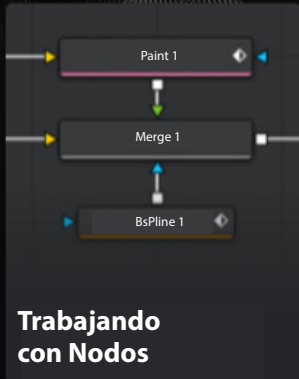 Paint 1
Merge 1
BsPline 1
Trabajando
con Nodos